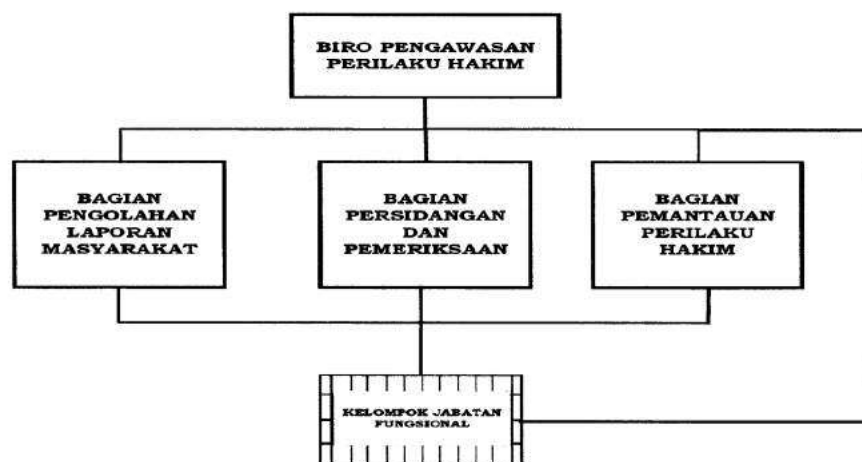 BIRO PENGAWASAN
PERILAKU HAKIM
BAGIAN
PENGOLAHAN
LAPORAN
MASYARAKAT
BAGIAN
PERSIDANGAN
DAN
PEMERIKSAAN
BAGIAN
PEMANTAUAN
PERILAKU
HAKIM
KELOMPOK JABATAN
FUNGSIONAL